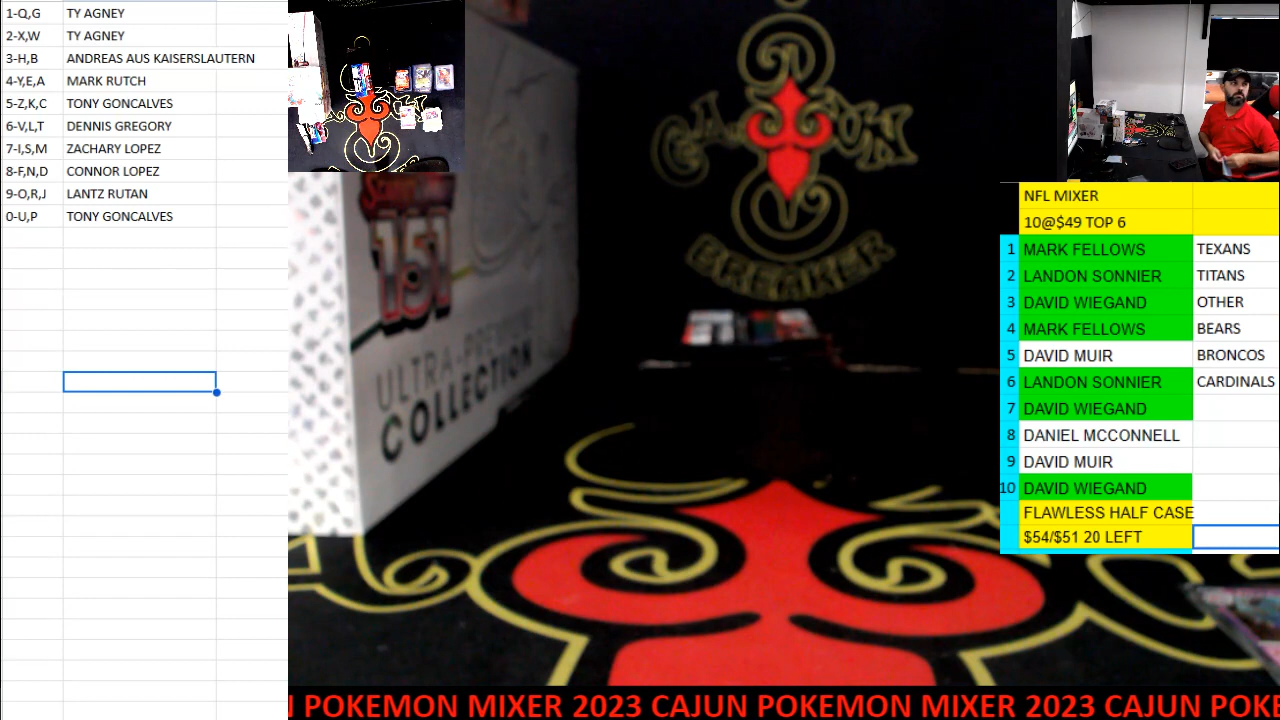 1-Q,G TY AGNEY
2-X,W TY AGNEY
3-H,B ANDREAS AUS KAISERSLAUTERN
4-Y,E,A MARK RUTCH
5-Z,K,C TONY GONCALVES
6-V,L,T DENNIS GREGORY
7-I,S,M ZACHARY LOPEZ
8-F,N,D CONNOR LOPEZ
9-O,R,J LANTZ RUTAN
0-U,P TONY GONCALVES
151
ULTRA-PREMIUM
COLLECTION
CAJUN
BREAKER
NFL MIXER
10@$49 TOP 6
1 MARK FELLOWS TEXANS
2 LANDON SONNIER TITANS
3 DAVID WIEGAND OTHER
4 MARK FELLOWS BEARS
5 DAVID MUIR BRONCOS
6 LANDON SONNIER CARDINALS
7 DAVID WIEGAND
8 DANIEL MCCONNELL
9 DAVID MUIR
10 DAVID WIEGAND
FLAWLESS HALF CASE
$54/$51 20 LEFT
N POKEMON MIXER 2023 CAJUN POKEMON MIXER 2023 CAJUN POKE